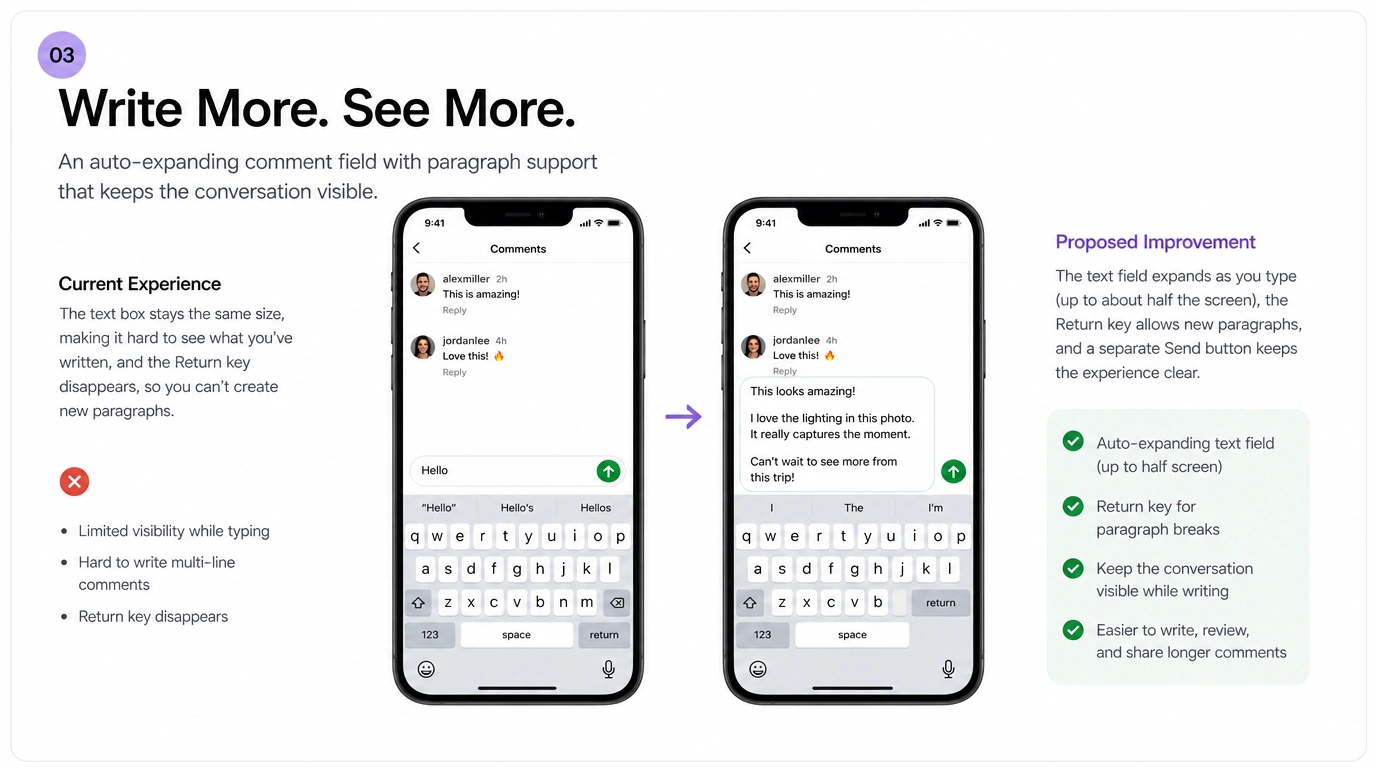 03
Write More. See More.
An auto-expanding comment field with paragraph support
that keeps the conversation visible.
Current Experience
The text box stays the same size,
making it hard to see what you've
written, and the Return key
disappears, so you can't create
new paragraphs.
• Limited visibility while typing
• Hard to write multi-line
comments
• Return key disappears
9:41
Comments
alexmiller 2h
This is amazing!
Reply
jordanlee 4h
Love this! 🔥
Reply
Hello
"Hello" Hello's Hellos
q w e r t y u i o p
a s d f g h j k l
z x c v b n m
123 space return
9:41
Comments
alexmiller 2h
This is amazing!
Reply
jordanlee 4h
Love this! 🔥
Reply
This looks amazing!
I love the lighting in this photo.
It really captures the moment.
Can't wait to see more from
this trip!
I The I'm
q w e r t y u i o p
a s d f g h j k l
z x c v b return
123 space
Proposed Improvement
The text field expands as you type
(up to about half the screen), the
Return key allows new paragraphs,
and a separate Send button keeps
the experience clear.
Auto-expanding text field
(up to half screen)
Return key for
paragraph breaks
Keep the conversation
visible while writing
Easier to write, review,
and share longer comments